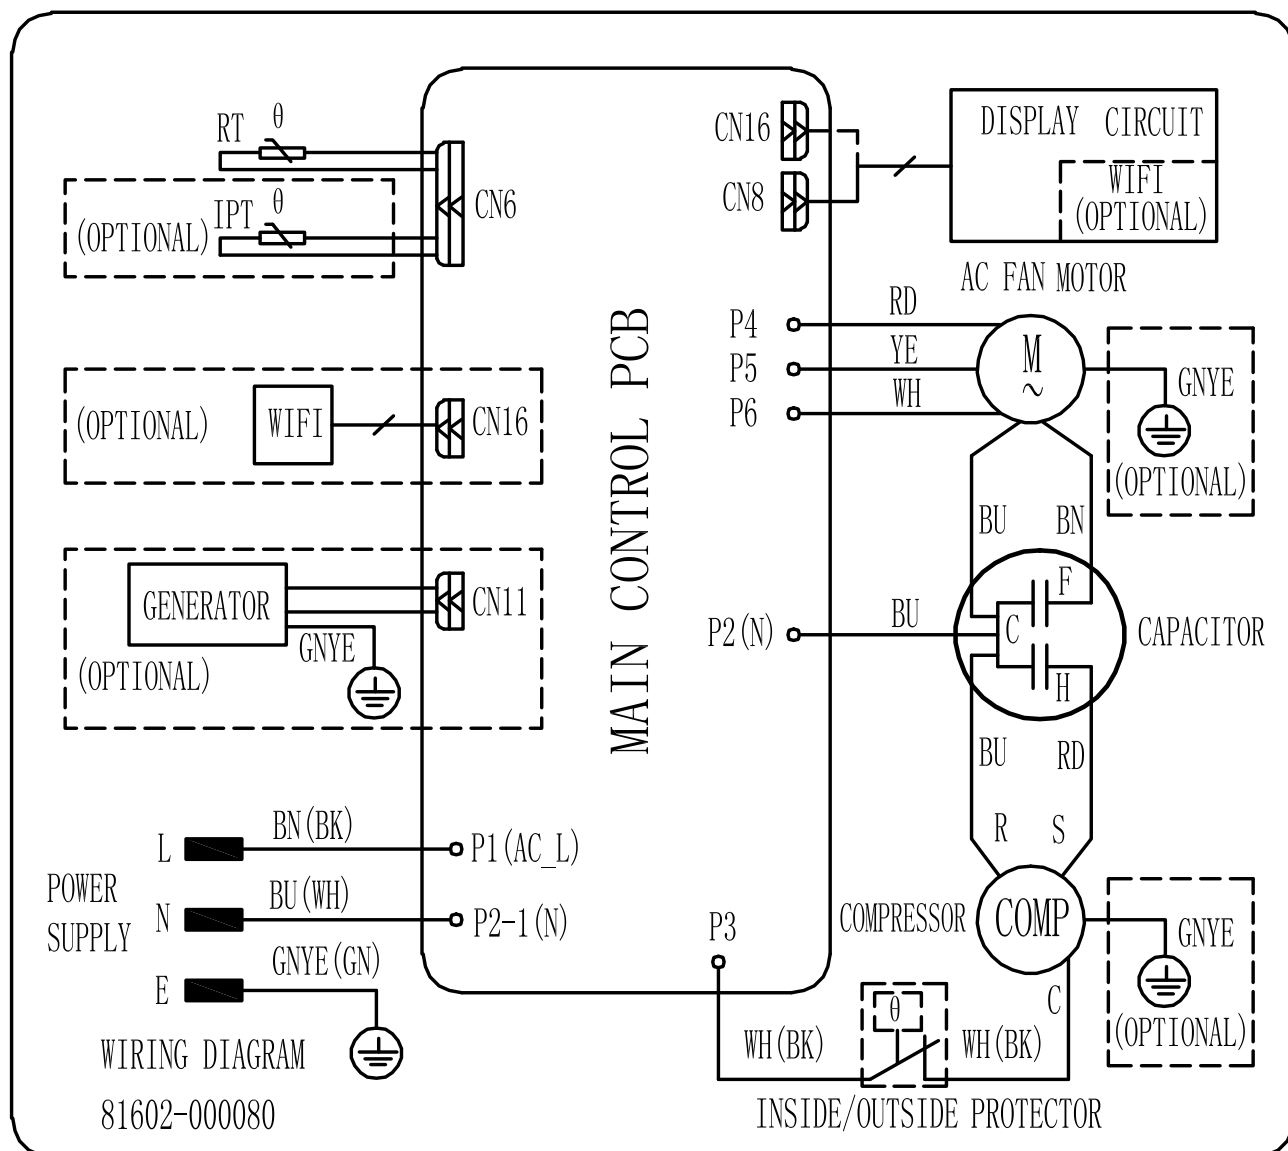 RT θ
IPT θ
(OPTIONAL)
CN6
(OPTIONAL)
WIFI
CN16
GENERATOR
CN11
GNYE
(OPTIONAL)
L
BN(BK)
P1(AC_L)
POWER
SUPPLY
N
BU(WH)
P2-1(N)
E
GNYE(GN)
WIRING DIAGRAM
81602-000080
MAIN CONTROL PCB
CN16
CN8
DISPLAY CIRCUIT
WIFI
(OPTIONAL)
AC FAN MOTOR
P4
RD
P5
YE
P6
WH
M
~
GNYE
(OPTIONAL)
BU
BN
P2(N)
BU
F
C
H
CAPACITOR
BU
RD
R
S
COMPRESSOR
COMP
GNYE
(OPTIONAL)
C
P3
WH(BK)
θ
WH(BK)
INSIDE/OUTSIDE PROTECTOR